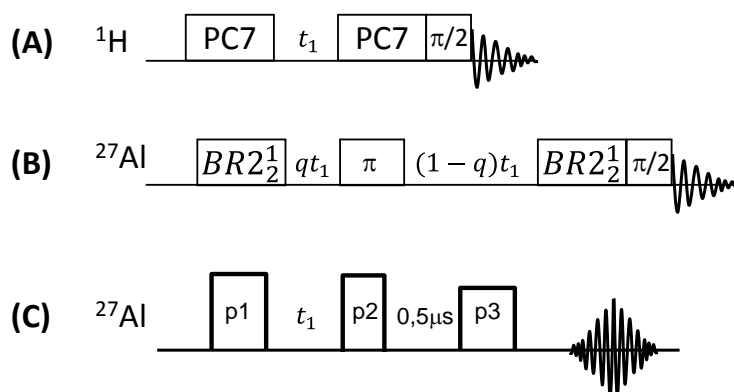 (A) ¹H PC7 t₁ PC7 π/2
(B) ²⁷Al BR2₂¹ qt₁ π (1 − q)t₁ BR2₂¹ π/2
(C) ²⁷Al p1 t₁ p2 0,5μs p3